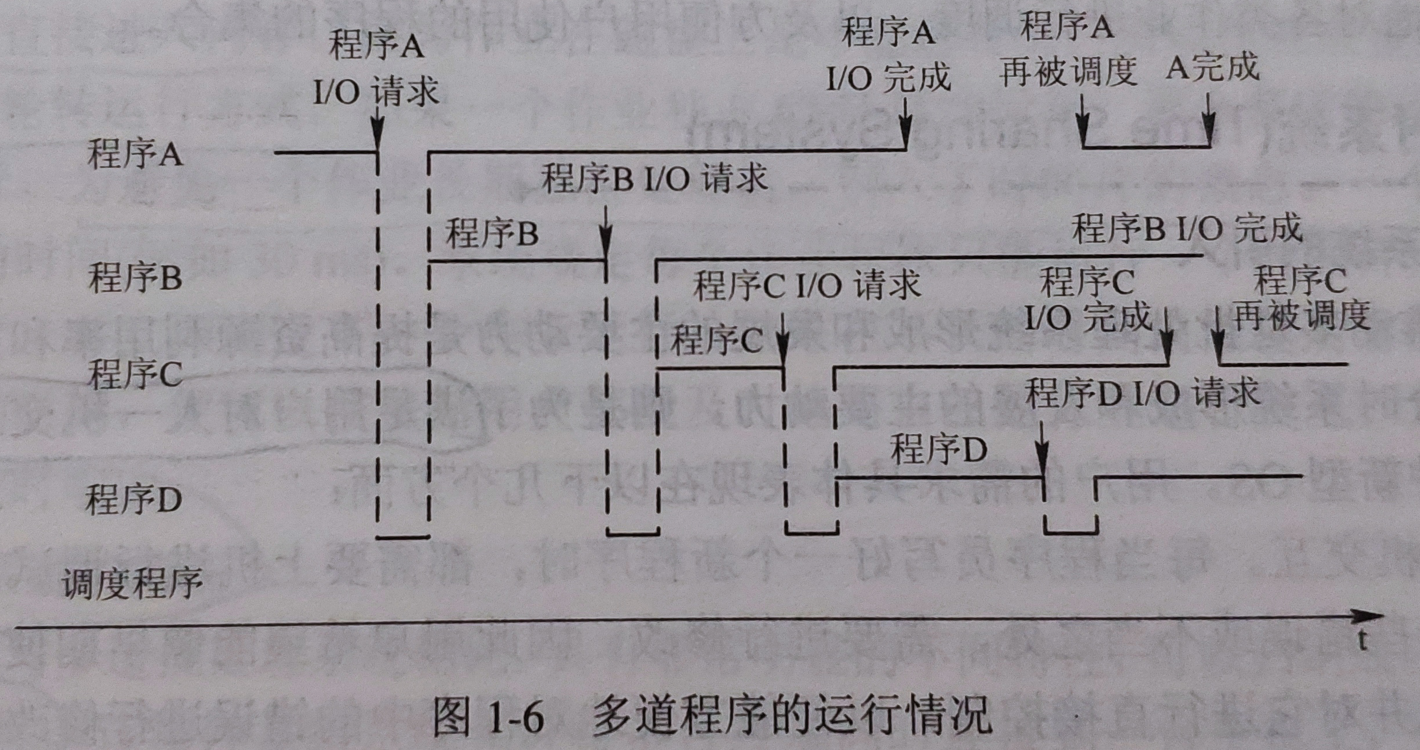 程序A
I/O 请求
程序A
I/O 完成
程序A
再被调度
A完成
程序A
程序B I/O 请求
程序B
程序B I/O 完成
程序B
程序C I/O 请求
程序C
I/O 完成
程序C
再被调度
程序C
程序C
程序D I/O 请求
程序D
程序D
调度程序
t
图 1-6 多道程序的运行情况